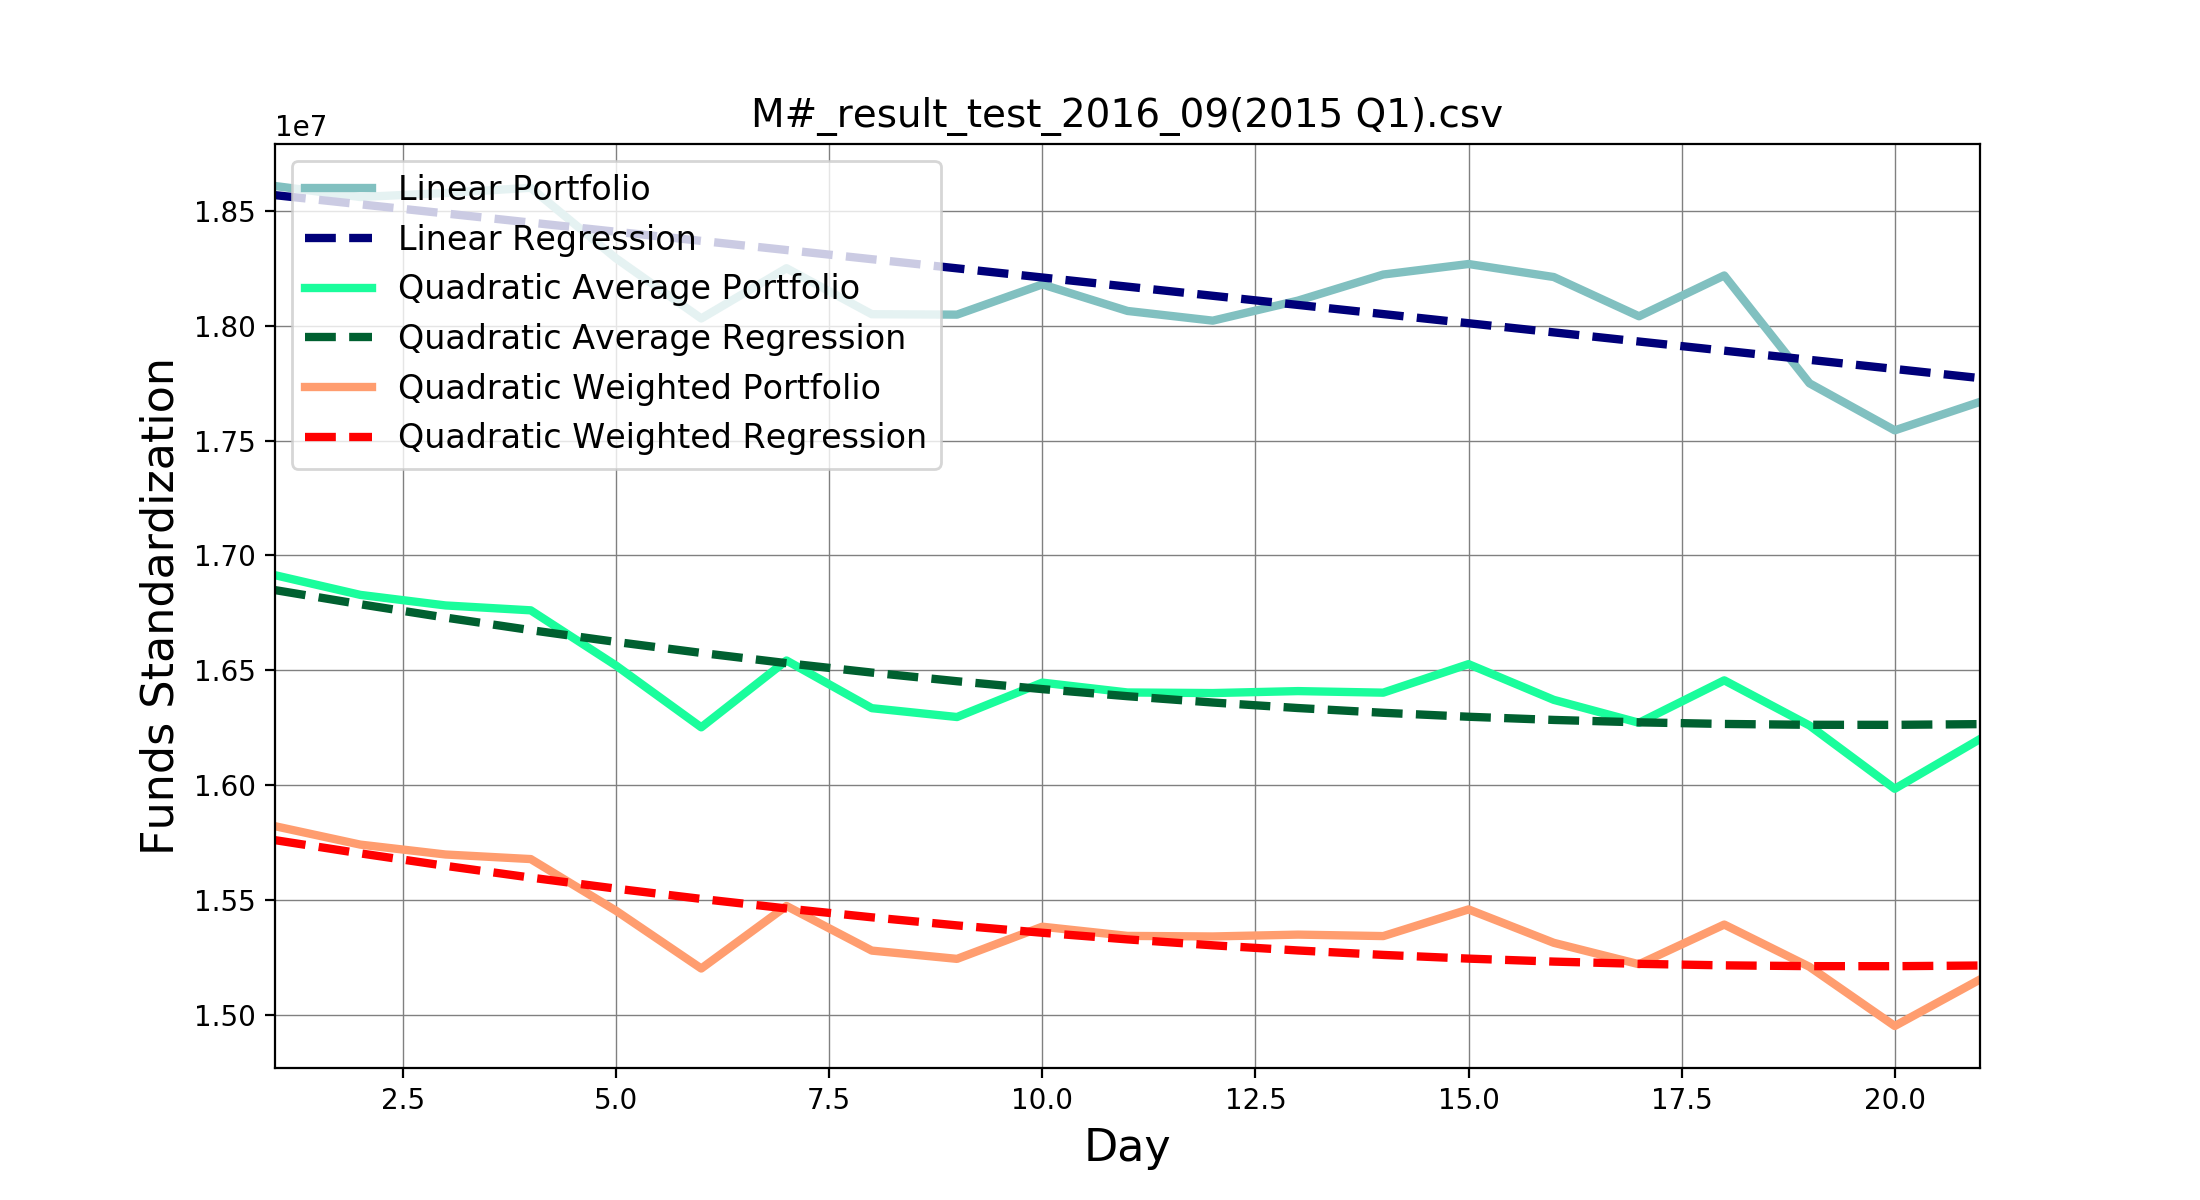 M#_result_test_2016_09(2015 Q1).csv
1e7
Linear Portfolio
Linear Regression
Quadratic Average Portfolio
Quadratic Average Regression
Quadratic Weighted Portfolio
Quadratic Weighted Regression
Funds Standardization
1.85
1.80
1.75
1.70
1.65
1.60
1.55
1.50
2.5 5.0 7.5 10.0 12.5 15.0 17.5 20.0
Day